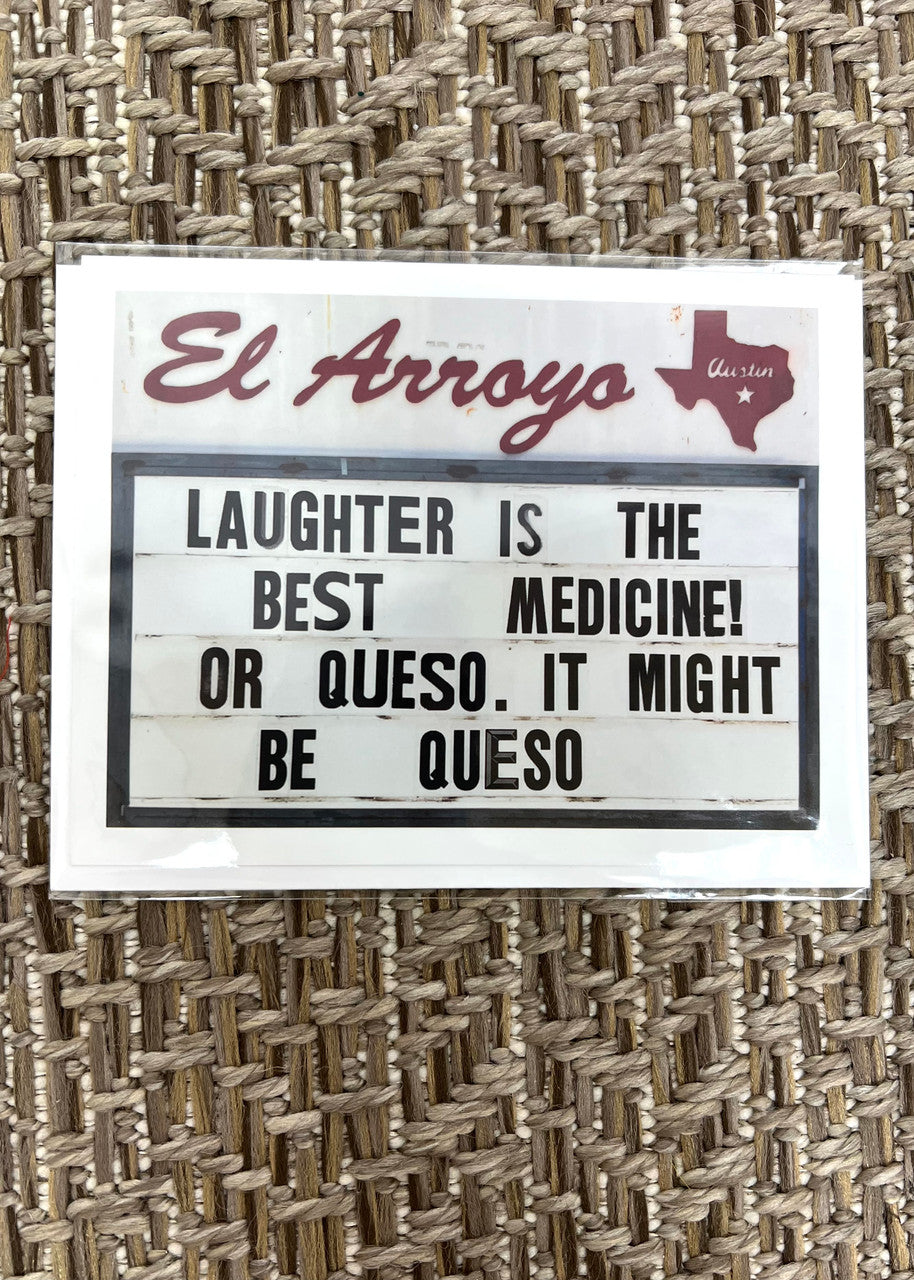 El Arroyo
Austin
LAUGHTER IS THE
BEST MEDICINE!
OR QUESO. IT MIGHT
BE QUESO